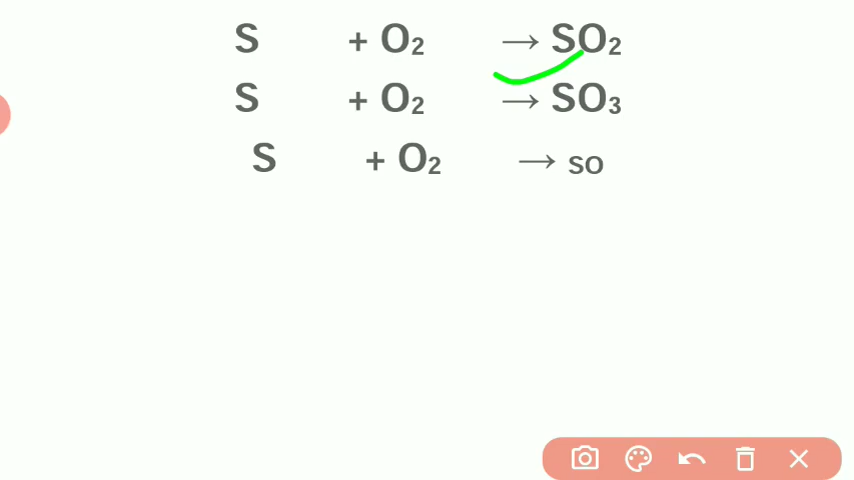 S + O₂ → SO₂
S + O₂ → SO₃
S + O₂ → SO